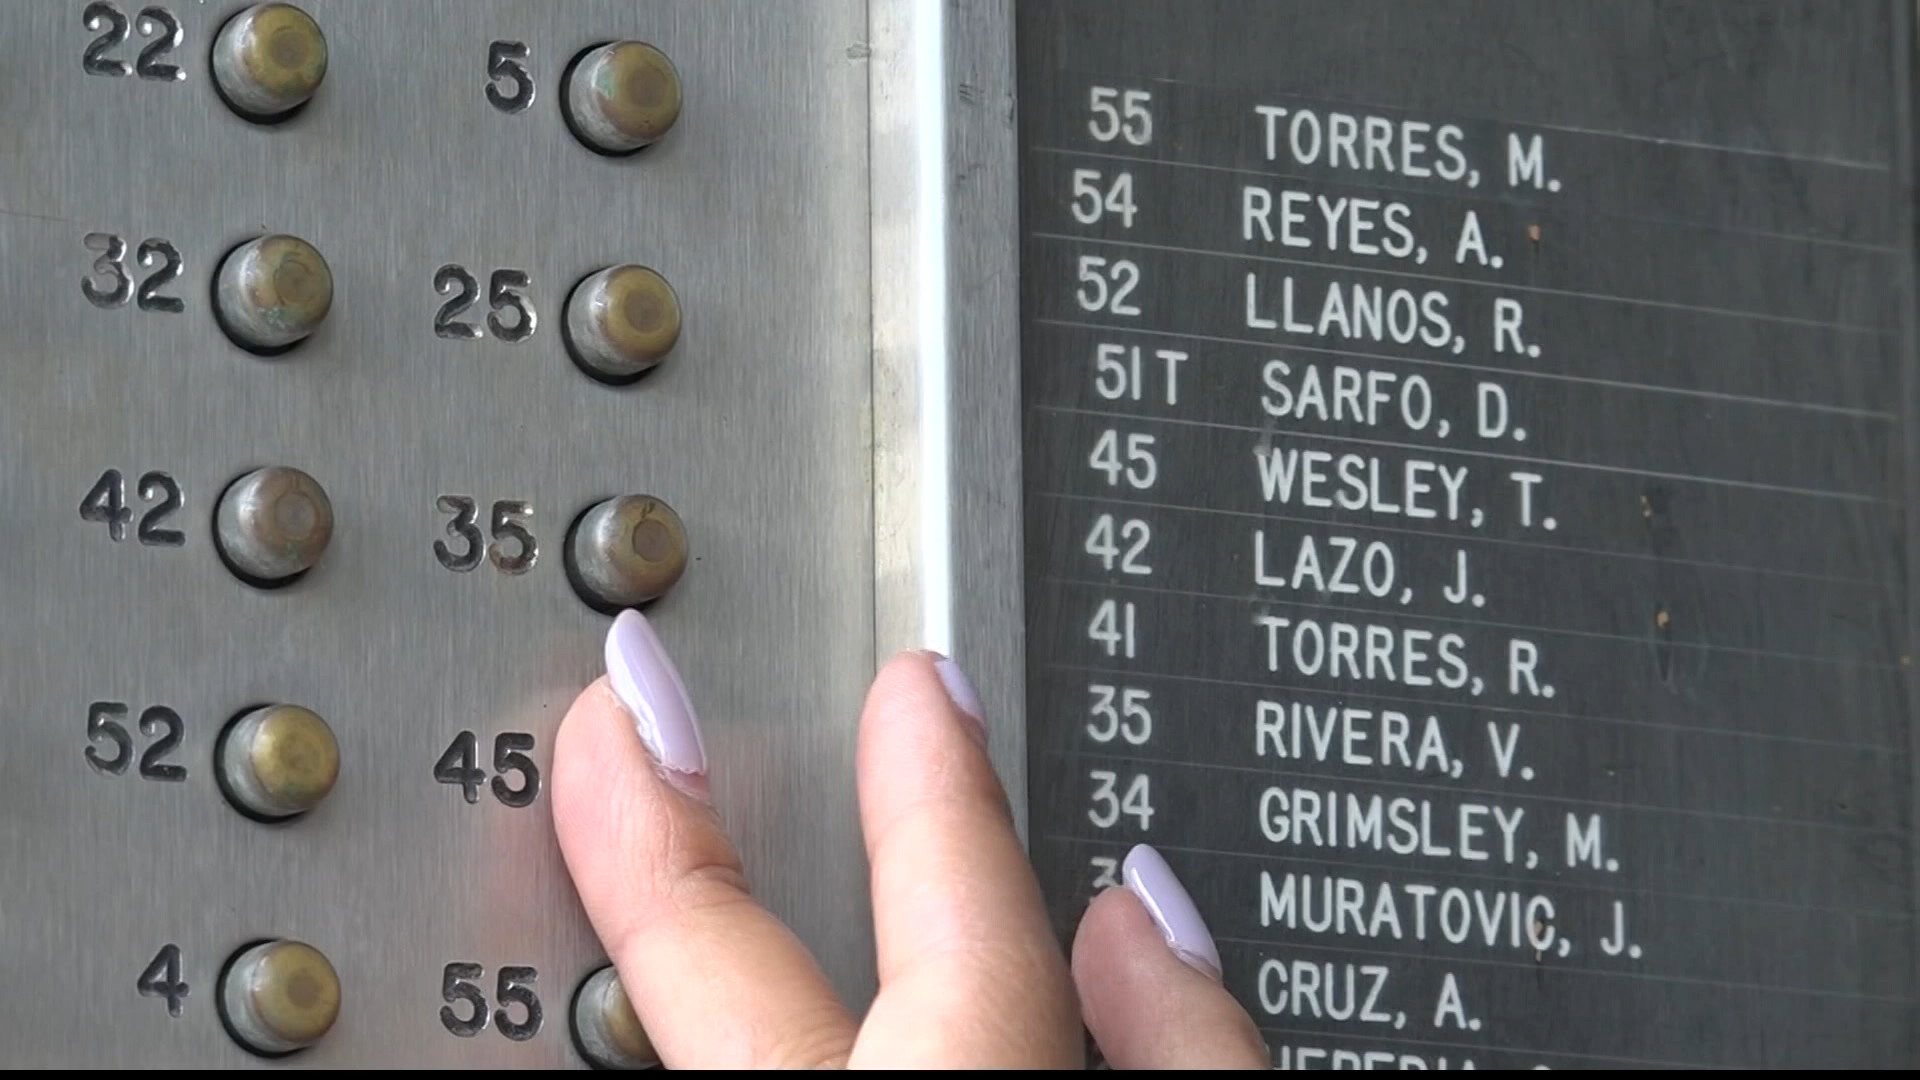 22
5
32
25
42
35
52
45
4
55
55 TORRES, M.
54 REYES, A.
52 LLANOS, R.
51T SARFO, D.
45 WESLEY, T.
42 LAZO, J.
41 TORRES, R.
35 RIVERA, V.
34 GRIMSLEY, M.
MURATOVIC, J.
CRUZ, A.